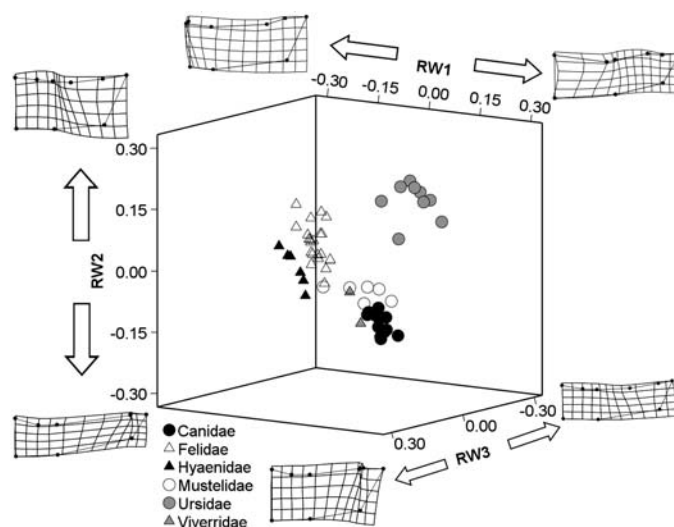 RW1
-0.30
-0.15
0.00
0.15
0.30
0.30
0.15
0.00
-0.15
-0.30
RW2
0.30
0.00
-0.30
RW3
Canidae
Felidae
Hyaenidae
Mustelidae
Ursidae
Viverridae